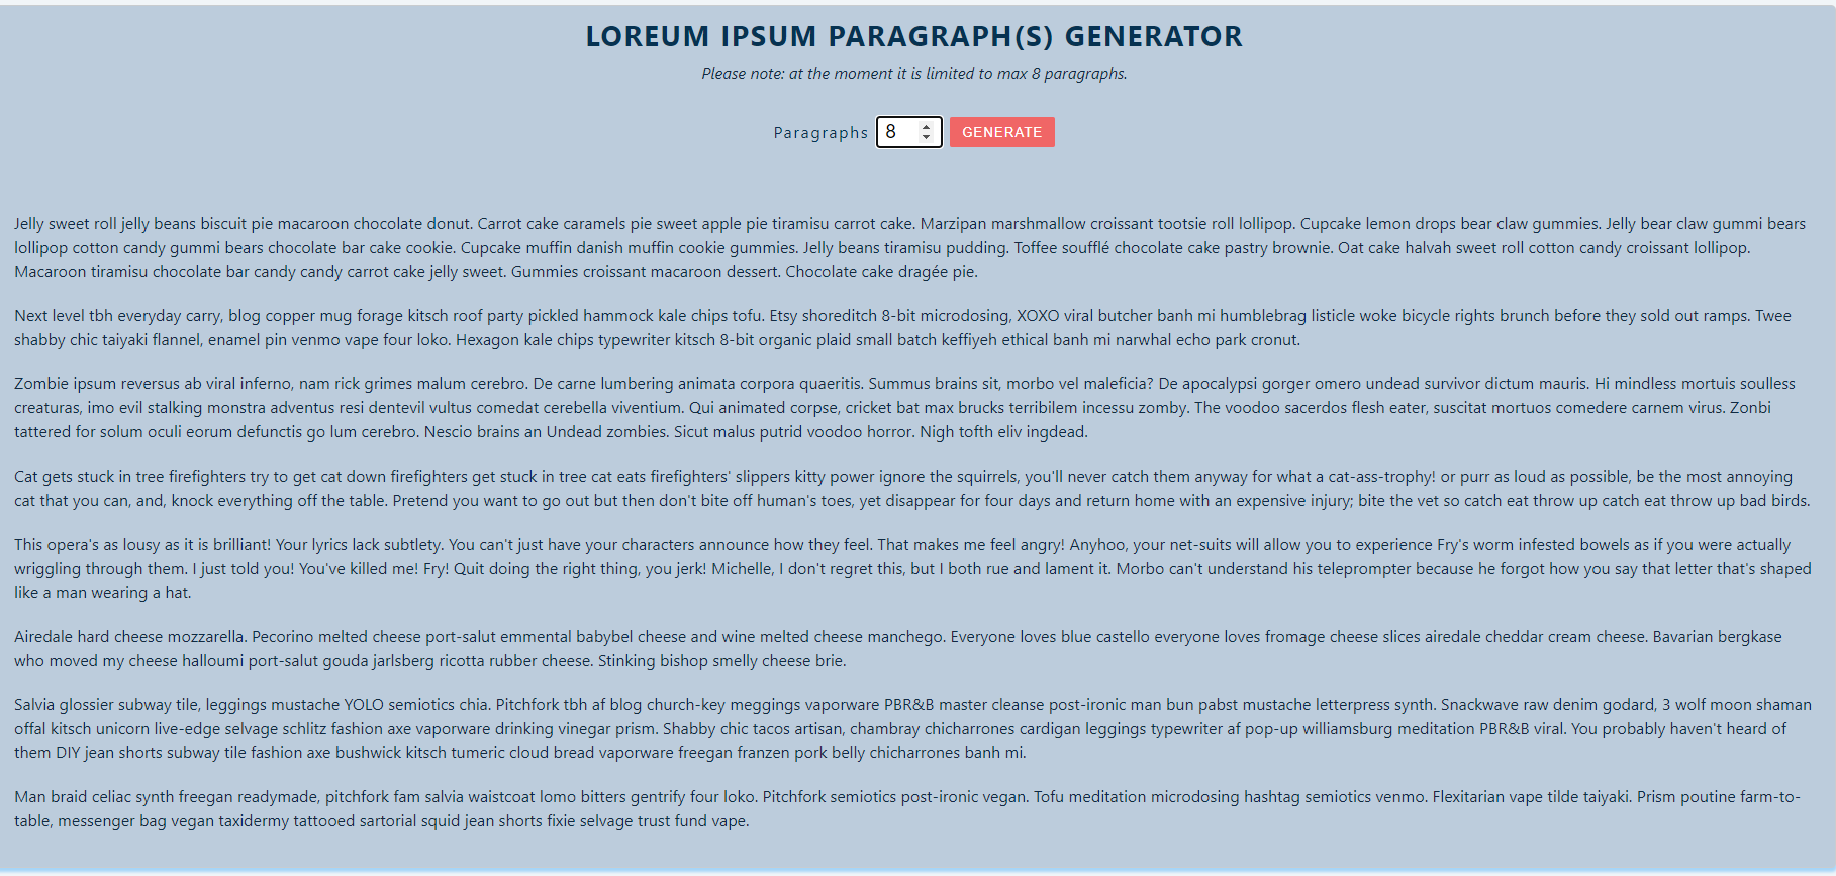 LOREUM IPSUM PARAGRAPH(S) GENERATOR
Please note: at the moment it is limited to max 8 paragraphs.
Paragraphs 8 GENERATE
Jelly sweet roll jelly beans biscuit pie macaroon chocolate donut. Carrot cake caramels pie sweet apple pie tiramisu carrot cake. Marzipan marshmallow croissant tootsie roll lollipop. Cupcake lemon drops bear claw gummies. Jelly bear claw gummi bears
lollipop cotton candy gummi bears chocolate bar cake cookie. Cupcake muffin danish muffin cookie gummies. Jelly beans tiramisu pudding. Toffee soufflé chocolate cake pastry brownie. Oat cake halvah sweet roll cotton candy croissant lollipop.
Macaroon tiramisu chocolate bar candy candy carrot cake jelly sweet. Gummies croissant macaroon dessert. Chocolate cake dragée pie.
Next level tbh everyday carry, blog copper mug forage kitsch roof party pickled hammock kale chips tofu. Etsy shoreditch 8-bit microdosing, XOXO viral butcher banh mi humblebrag listicle woke bicycle rights brunch before they sold out ramps. Twee
shabby chic taiyaki flannel, enamel pin venmo vape four loko. Hexagon kale chips typewriter kitsch 8-bit organic plaid small batch keffiyeh ethical banh mi narwhal echo park cronut.
Zombie ipsum reversus ab viral inferno, nam rick grimes malum cerebro. De carne lumbering animata corpora quaeritis. Summus brains sit, morbo vel maleficia? De apocalypsi gorger omero undead survivor dictum mauris. Hi mindless mortuis soulless
creaturas, imo evil stalking monstra adventus resi dentevil vultus comedat cerebella viventium. Qui animated corpse, cricket bat max brucks terribilem incessu zomby. The voodoo sacerdos flesh eater, suscitat mortuos comedere carnem virus. Zonbi
tattered for solum oculi eorum defunctis go lum cerebro. Nescio brains an Undead zombies. Sicut malus putrid voodoo horror. Nigh tofth eliv ingdead.
Cat gets stuck in tree firefighters try to get cat down firefighters get stuck in tree cat eats firefighters' slippers kitty power ignore the squirrels, you'll never catch them anyway for what a cat-ass-trophy! or purr as loud as possible, be the most annoying
cat that you can, and, knock everything off the table. Pretend you want to go out but then don't bite off human's toes, yet disappear for four days and return home with an expensive injury; bite the vet so catch eat throw up catch eat throw up bad birds.
This opera's as lousy as it is brilliant! Your lyrics lack subtlety. You can't just have your characters announce how they feel. That makes me feel angry! Anyhoo, your net-suits will allow you to experience Fry's worm infested bowels as if you were actually
wriggling through them. I just told you! You've killed me! Fry! Quit doing the right thing, you jerk! Michelle, I don't regret this, but I both rue and lament it. Morbo can't understand his teleprompter because he forgot how you say that letter that's shaped
like a man wearing a hat.
Airedale hard cheese mozzarella. Pecorino melted cheese port-salut emmental babybel cheese and wine melted cheese manchego. Everyone loves blue castello everyone loves fromage cheese slices airedale cheddar cream cheese. Bavarian bergkase
who moved my cheese halloumi port-salut gouda jarlsberg ricotta rubber cheese. Stinking bishop smelly cheese brie.
Salvia glossier subway tile, leggings mustache YOLO semiotics chia. Pitchfork tbh af blog church-key meggings vaporware PBR&B master cleanse post-ironic man bun pabst mustache letterpress synth. Snackwave raw denim godard, 3 wolf moon shaman
offal kitsch unicorn live-edge selvage schlitz fashion axe vaporware drinking vinegar prism. Shabby chic tacos artisan, chambray chicharrones cardigan leggings typewriter af pop-up williamsburg meditation PBR&B viral. You probably haven't heard of
them DIY jean shorts subway tile fashion axe bushwick kitsch tumeric cloud bread vaporware freegan franzen pork belly chicharrones banh mi.
Man braid celiac synth freegan readymade, pitchfork fam salvia waistcoat lomo bitters gentrify four loko. Pitchfork semiotics post-ironic vegan. Tofu meditation microdosing hashtag semiotics venmo. Flexitarian vape tilde taiyaki. Prism poutine farm-to-
table, messenger bag vegan taxidermy tattooed sartorial squid jean shorts fixie selvage trust fund vape.